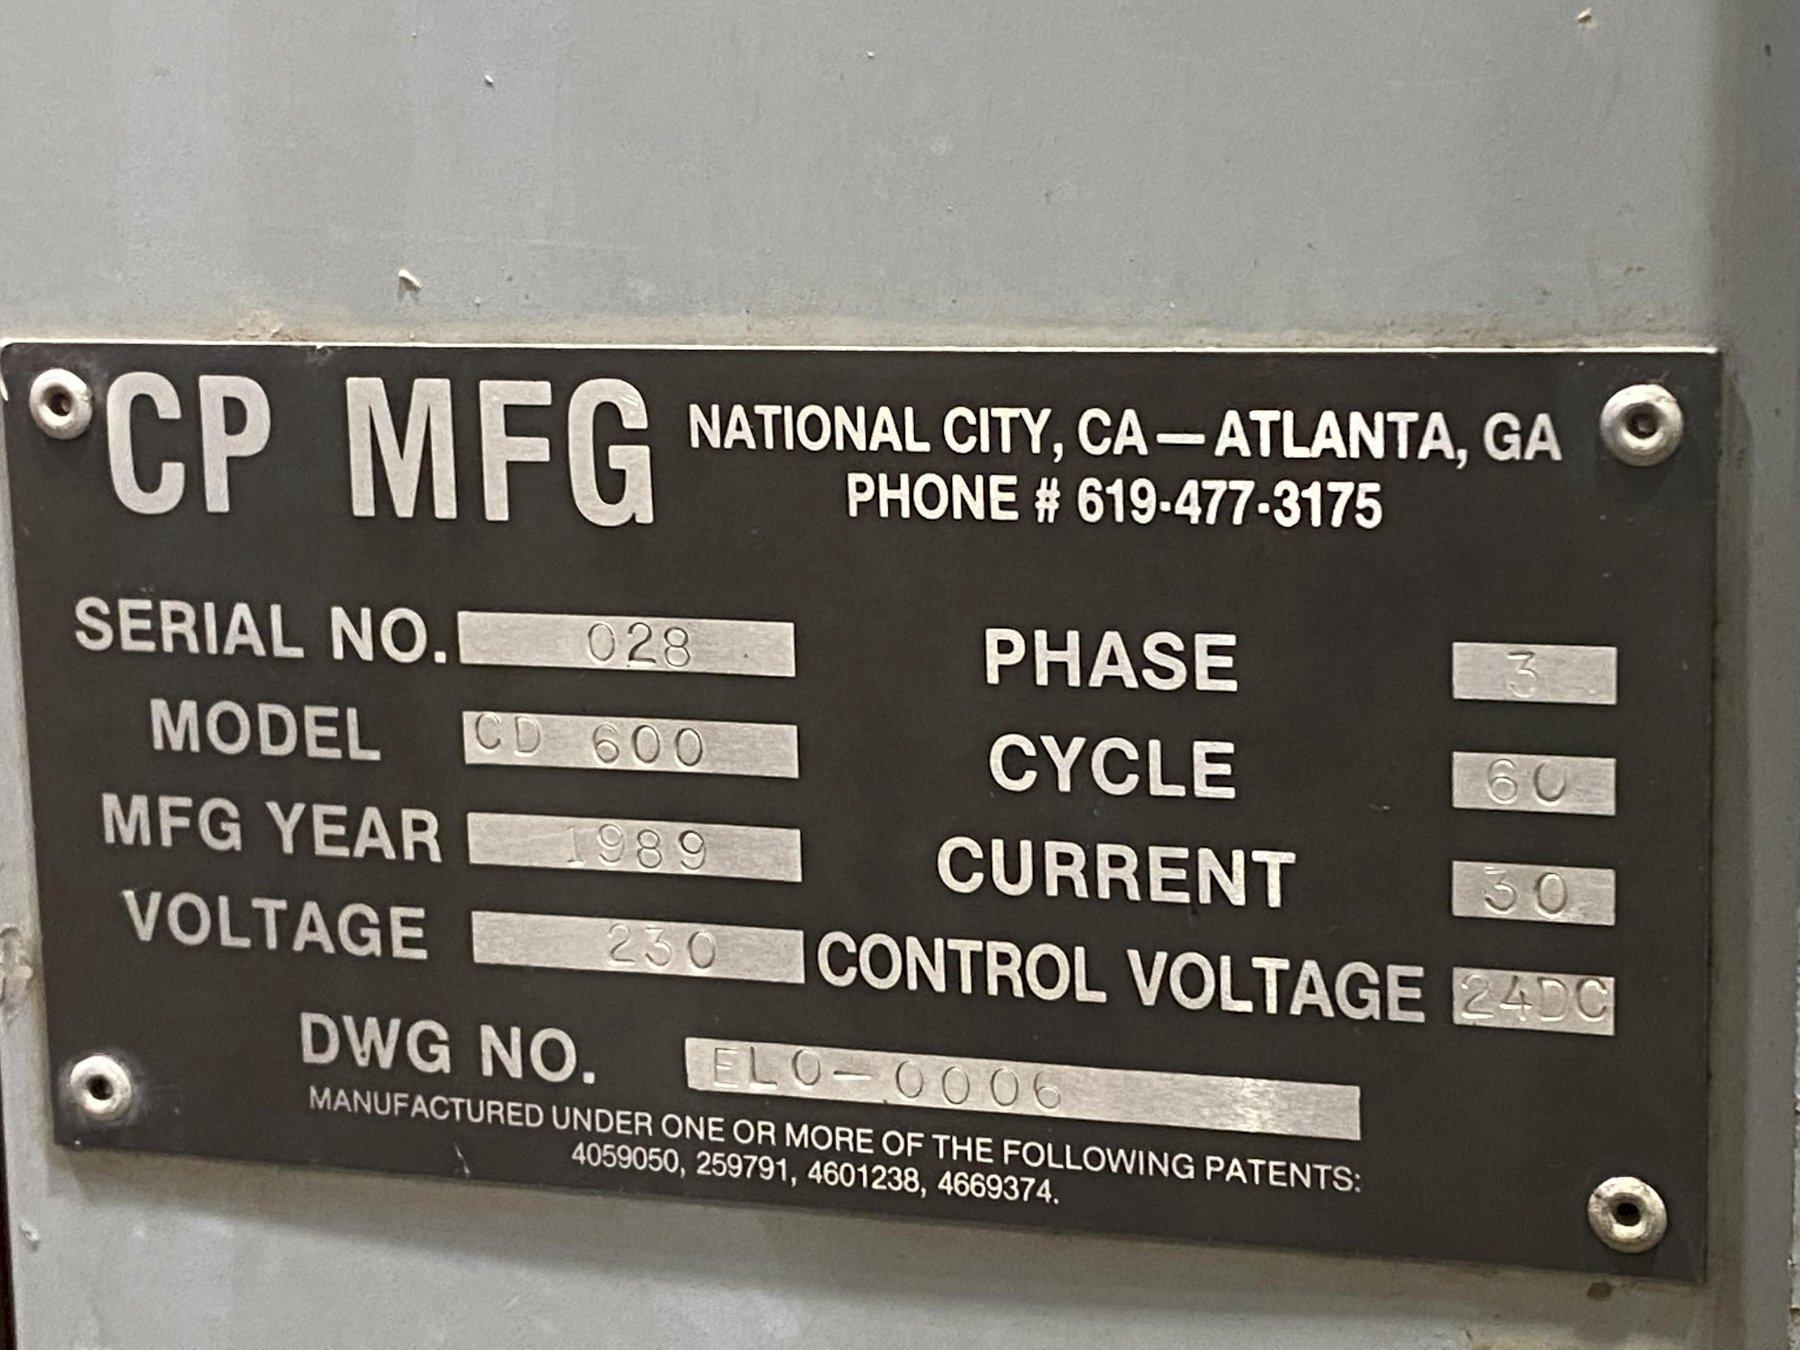 CP MFG NATIONAL CITY, CA—ATLANTA, GA
PHONE # 619-477-3175
SERIAL NO. 028 PHASE 3
MODEL CD 600 CYCLE 60
MFG YEAR 1989 CURRENT 30
VOLTAGE 230 CONTROL VOLTAGE 24DC
DWG NO. ELO-0006
MANUFACTURED UNDER ONE OR MORE OF THE FOLLOWING PATENTS:
4059050, 259791, 4601238, 4669374.